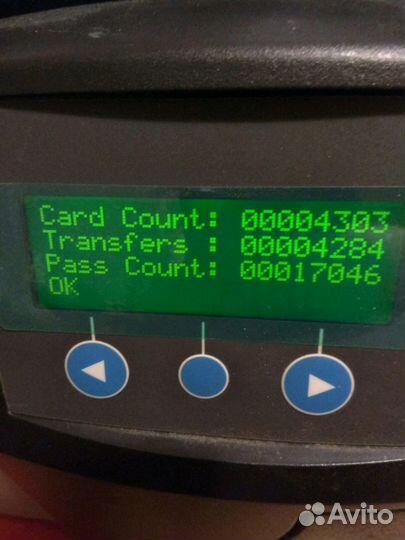 Card Count: 00004303
Transfers : 00004284
Pass Count: 00017046
OK
Avito